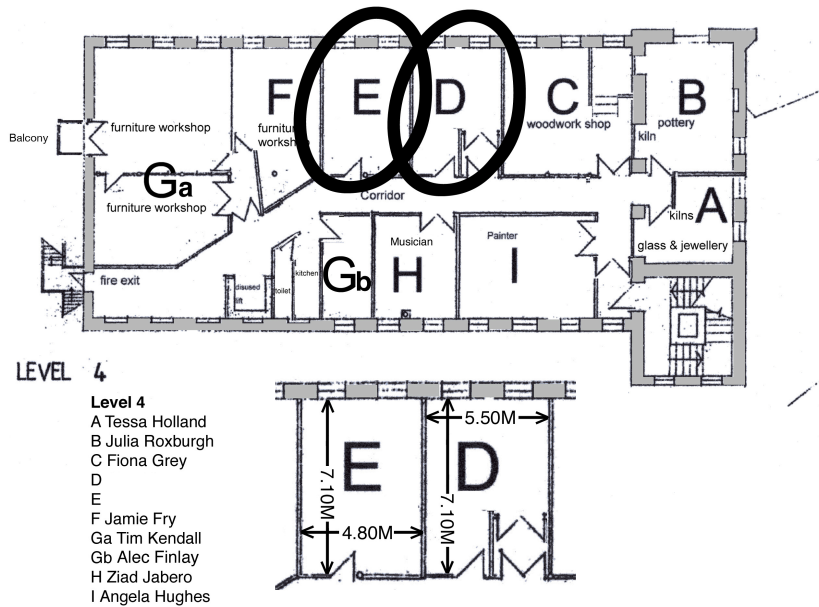 F
E
D
C
B
woodwork shop
pottery
kiln
Balcony
furniture workshop
furniture
workshop
Ga
furniture workshop
Corridor
kilns
A
glass & jewellery
Musician
Painter
Gb
H
I
kitchen
toilet
disused
lift
fire exit
LEVEL 4
Level 4
A Tessa Holland
B Julia Roxburgh
C Fiona Grey
D
E
F Jamie Fry
Ga Tim Kendall
Gb Alec Finlay
H Ziad Jabero
I Angela Hughes
E
D
5.50M
7.10M
7.10M
4.80M